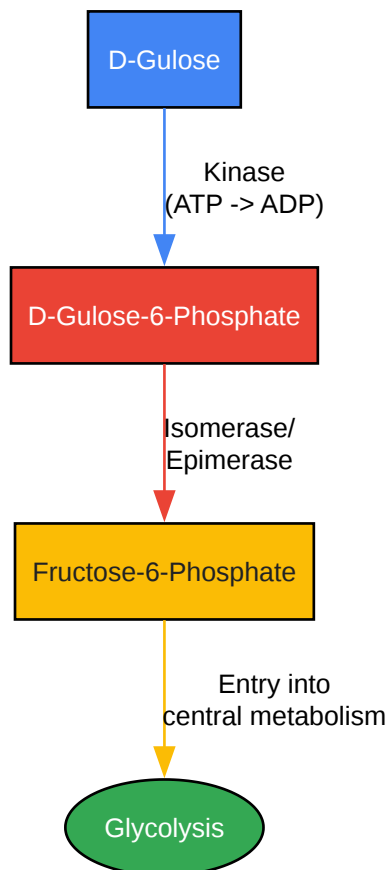 D-Gulose
Kinase
(ATP -> ADP)
D-Gulose-6-Phosphate
Isomerase/
Epimerase
Fructose-6-Phosphate
Entry into
central metabolism
Glycolysis